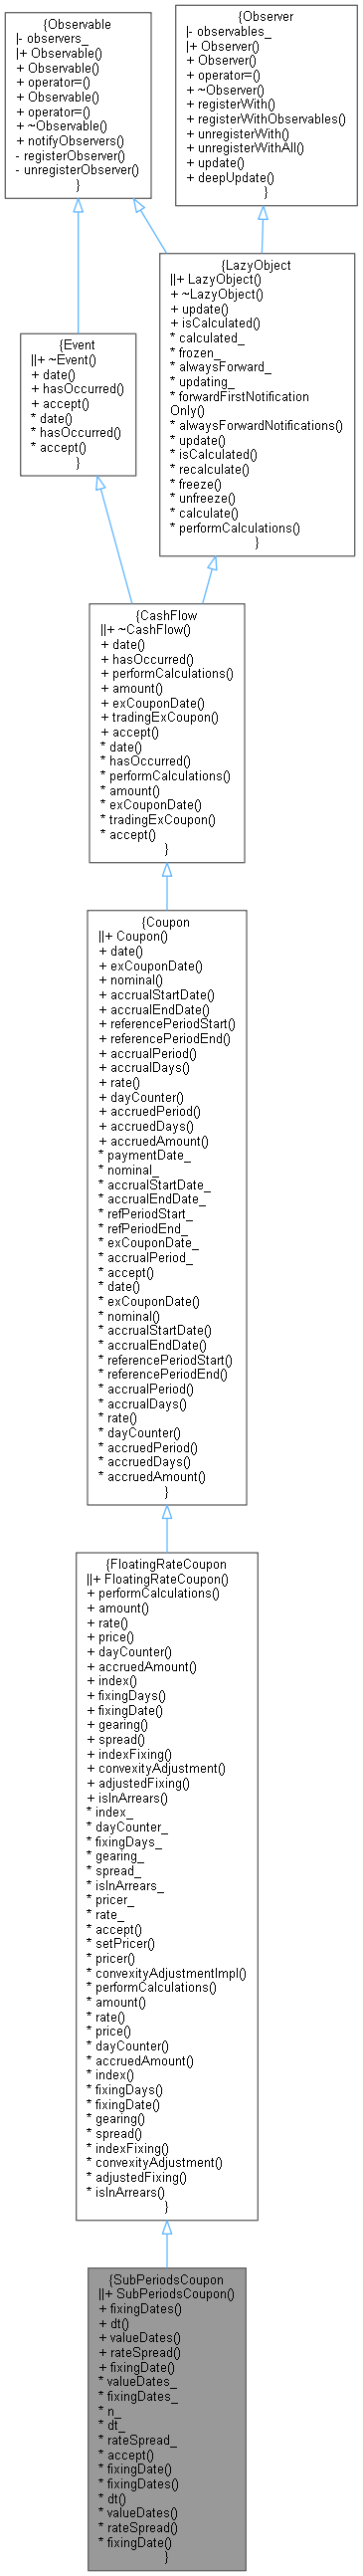 {Observable
|- observers_
|+ Observable()
+ Observable()
+ operator=()
+ Observable()
+ operator=()
+ ~Observable()
+ notifyObservers()
- registerObserver()
- unregisterObserver()
}
{Observer
|- observables_
|+ Observer()
+ Observer()
+ operator=()
+ ~Observer()
+ registerWith()
+ registerWithObservables()
+ unregisterWith()
+ unregisterWithAll()
+ update()
+ deepUpdate()
}
{LazyObject
||+ LazyObject()
+ ~LazyObject()
+ update()
+ isCalculated()
* calculated_
* frozen_
* alwaysForward_
* updating_
* forwardFirstNotification
Only()
* alwaysForwardNotifications()
* update()
* isCalculated()
* recalculate()
* freeze()
* unfreeze()
* calculate()
* performCalculations()
}
{Event
||+ ~Event()
+ date()
+ hasOccurred()
+ accept()
* date()
* hasOccurred()
* accept()
}
{CashFlow
||+ ~CashFlow()
+ date()
+ hasOccurred()
+ performCalculations()
+ amount()
+ exCouponDate()
+ tradingExCoupon()
+ accept()
* date()
* hasOccurred()
* performCalculations()
* amount()
* exCouponDate()
* tradingExCoupon()
* accept()
}
{Coupon
||+ Coupon()
+ date()
+ exCouponDate()
+ nominal()
+ accrualStartDate()
+ accrualEndDate()
+ referencePeriodStart()
+ referencePeriodEnd()
+ accrualPeriod()
+ accrualDays()
+ rate()
+ dayCounter()
+ accruedPeriod()
+ accruedDays()
+ accruedAmount()
* paymentDate_
* nominal_
* accrualStartDate_
* accrualEndDate_
* refPeriodStart_
* refPeriodEnd_
* exCouponDate_
* accrualPeriod_
* accept()
* date()
* exCouponDate()
* nominal()
* accrualStartDate()
* accrualEndDate()
* referencePeriodStart()
* referencePeriodEnd()
* accrualPeriod()
* accrualDays()
* rate()
* dayCounter()
* accruedPeriod()
* accruedDays()
* accruedAmount()
}
{FloatingRateCoupon
||+ FloatingRateCoupon()
+ performCalculations()
+ amount()
+ rate()
+ price()
+ dayCounter()
+ accruedAmount()
+ index()
+ fixingDays()
+ fixingDate()
+ gearing()
+ spread()
+ indexFixing()
+ convexityAdjustment()
+ adjustedFixing()
+ isInArrears()
* index_
* dayCounter_
* fixingDays_
* gearing_
* spread_
* isInArrears_
* pricer_
* rate_
* accept()
* setPricer()
* pricer()
* convexityAdjustmentImpl()
* performCalculations()
* amount()
* rate()
* price()
* dayCounter()
* accruedAmount()
* index()
* fixingDays()
* fixingDate()
* gearing()
* spread()
* indexFixing()
* convexityAdjustment()
* adjustedFixing()
* isInArrears()
}
{SubPeriodsCoupon
||+ SubPeriodsCoupon()
+ fixingDates()
+ dt()
+ valueDates()
+ rateSpread()
+ fixingDate()
* valueDates_
* fixingDates_
* n_
* dt_
* rateSpread_
* accept()
* fixingDate()
* fixingDates()
* dt()
* valueDates()
* rateSpread()
* fixingDate()
}